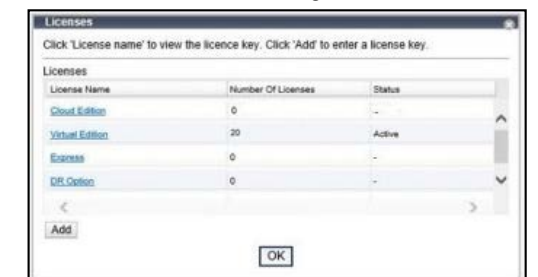 Licenses
Click 'License name' to view the licence key. Click 'Add' to enter a license key.
Licenses
License Name Number Of Licenses Status
Cloud Edition 0 -
Virtual Edition 20 Active
Express 0 -
DR Option 0 -
Add
OK